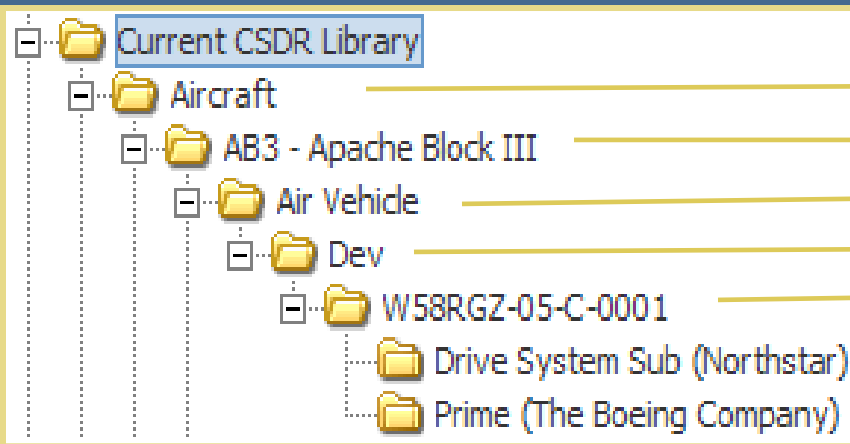 Current CSDR Library
Aircraft
AB3 - Apache Block III
Air Vehicle
Dev
W58RGZ-05-C-0001
Drive System Sub (Northstar)
Prime (The Boeing Company)